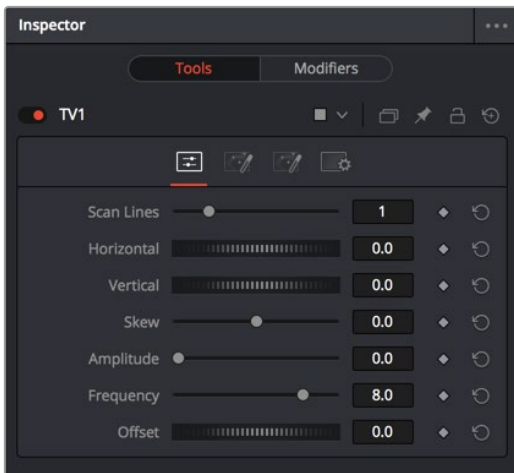 Inspector
Tools Modifiers
TV1
Scan Lines 1
Horizontal 0.0
Vertical 0.0
Skew 0.0
Amplitude 0.0
Frequency 8.0
Offset 0.0